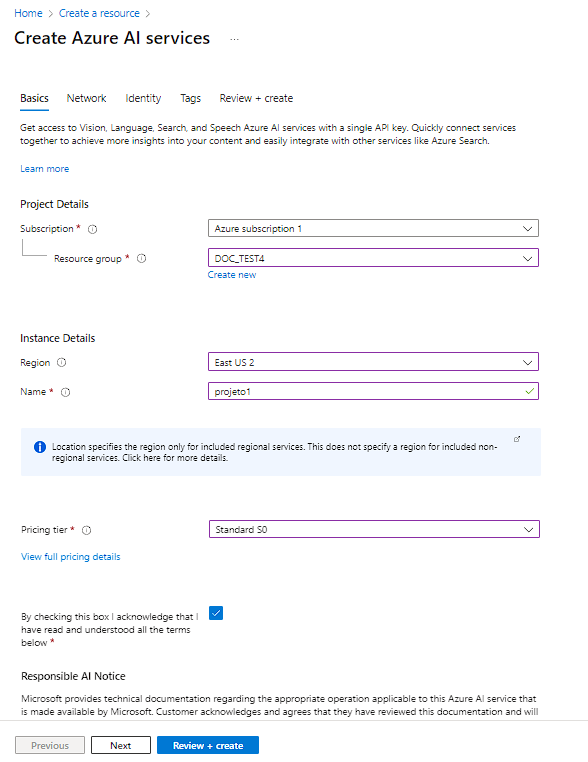 Home > Create a resource >
Create Azure AI services ...
Basics Network Identity Tags Review + create
Get access to Vision, Language, Search, and Speech Azure AI services with a single API key. Quickly connect services
together to achieve more insights into your content and easily integrate with other services like Azure Search.
Learn more
Project Details
Subscription * Azure subscription 1
Resource group * DOC_TEST4
Create new
Instance Details
Region East US 2
Name * projeto1
Location specifies the region only for included regional services. This does not specify a region for included non-
regional services. Click here for more details.
Pricing tier * Standard S0
View full pricing details
By checking this box I acknowledge that I
have read and understood all the terms
below *
Responsible AI Notice
Microsoft provides technical documentation regarding the appropriate operation applicable to this Azure AI service that
is made available by Microsoft. Customer acknowledges and agrees that they have reviewed this documentation and will
Previous Next Review + create